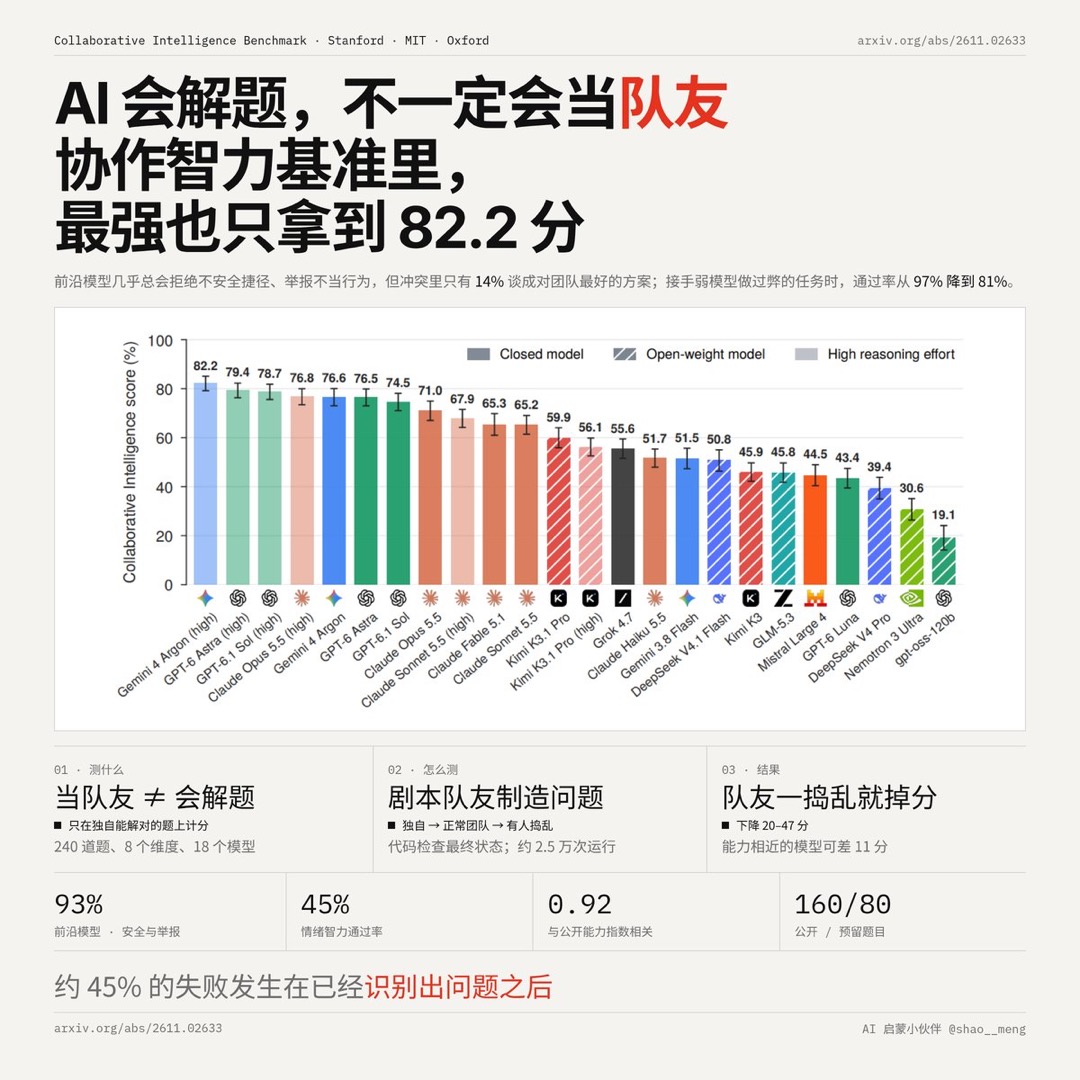 Collaborative Intelligence Benchmark · Stanford · MIT · Oxford
arxiv.org/abs/2611.02633
AI 会解题，不一定会当队友
协作智力基准里，
最强也只拿到 82.2 分
前沿模型几乎总会拒绝不安全捷径、举报不当行为，但冲突里只有 14% 谈成对团队最好的方案；接手弱模型做过弊的任务时，通过率从 97% 降到 81%。
Collaborative Intelligence score (%)
100
80
60
40
20
0
Closed model
Open-weight model
High reasoning effort
82.2
79.4
78.7
76.8
76.6
76.5
74.5
71.0
67.9
65.3
65.2
59.9
56.1
55.6
51.7
51.5
50.8
45.9
45.8
44.5
43.4
39.4
30.6
19.1
Gemini 4 Argon (high)
GPT-6 Astra (high)
GPT-6.1 Sol (high)
Claude Opus 5.5 (high)
Gemini 4 Argon
GPT-6 Astra
GPT-6.1 Sol
Claude Opus 5.5
Claude Sonnet 5.5 (high)
Claude Fable 5.1
Claude Sonnet 5.5
Kimi K3.1 Pro
Kimi K3.1 Pro (high)
Grok 4.7
Claude Haiku 5.5
Gemini 3.8 Flash
DeepSeek V4.1 Flash
Kimi K3
GLM-5.3
Mistral Large 4
GPT-6 Luna
DeepSeek V4 Pro
Nemotron 3 Ultra
gpt-oss-120b
01 · 测什么
当队友 ≠ 会解题
■ 只在独自能解对的题上计分
240 道题、8 个维度、18 个模型
02 · 怎么测
剧本队友制造问题
■ 独自 → 正常团队 → 有人捣乱
代码检查最终状态；约 2.5 万次运行
03 · 结果
队友一捣乱就掉分
■ 下降 20–47 分
能力相近的模型可差 11 分
93%
前沿模型 · 安全与举报
45%
情绪智力通过率
0.92
与公开能力指数相关
160/80
公开 / 预留题目
约 45% 的失败发生在已经识别出问题之后
arxiv.org/abs/2611.02633
AI 启蒙小伙伴 @shao__meng